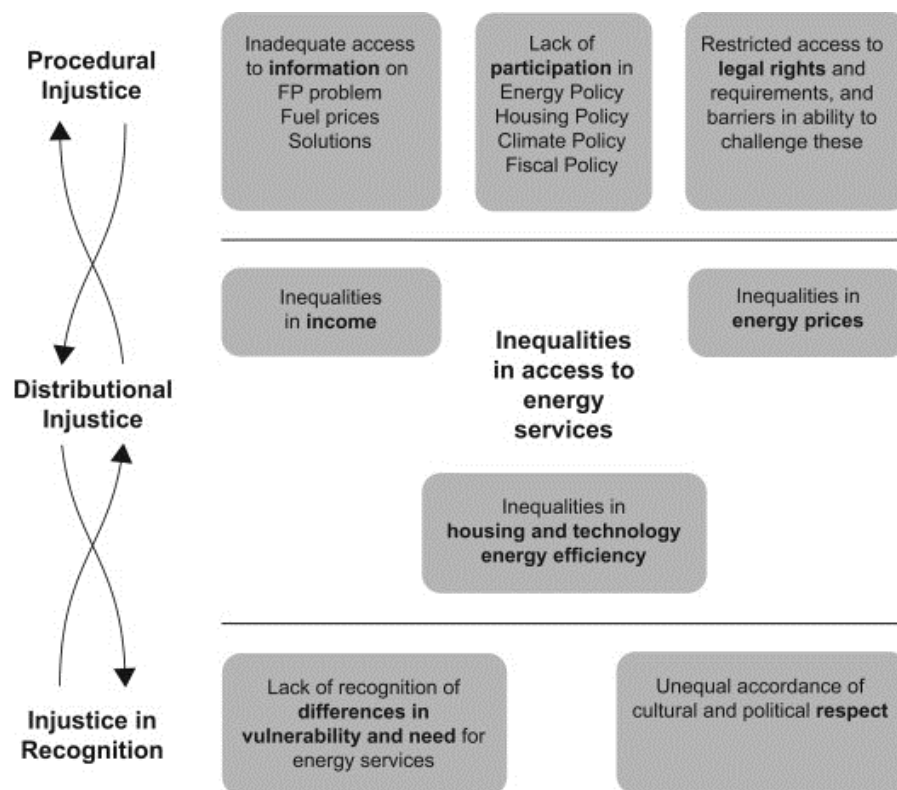 Procedural
Injustice
Inadequate access
to information on
FP problem
Fuel prices
Solutions
Lack of
participation in
Energy Policy
Housing Policy
Climate Policy
Fiscal Policy
Restricted access to
legal rights and
requirements, and
barriers in ability to
challenge these
Distributional
Injustice
Inequalities
in income
Inequalities
in access to
energy
services
Inequalities in
energy prices
Inequalities in
housing and technology
energy efficiency
Injustice in
Recognition
Lack of recognition of
differences in
vulnerability and need for
energy services
Unequal accordance of
cultural and political respect